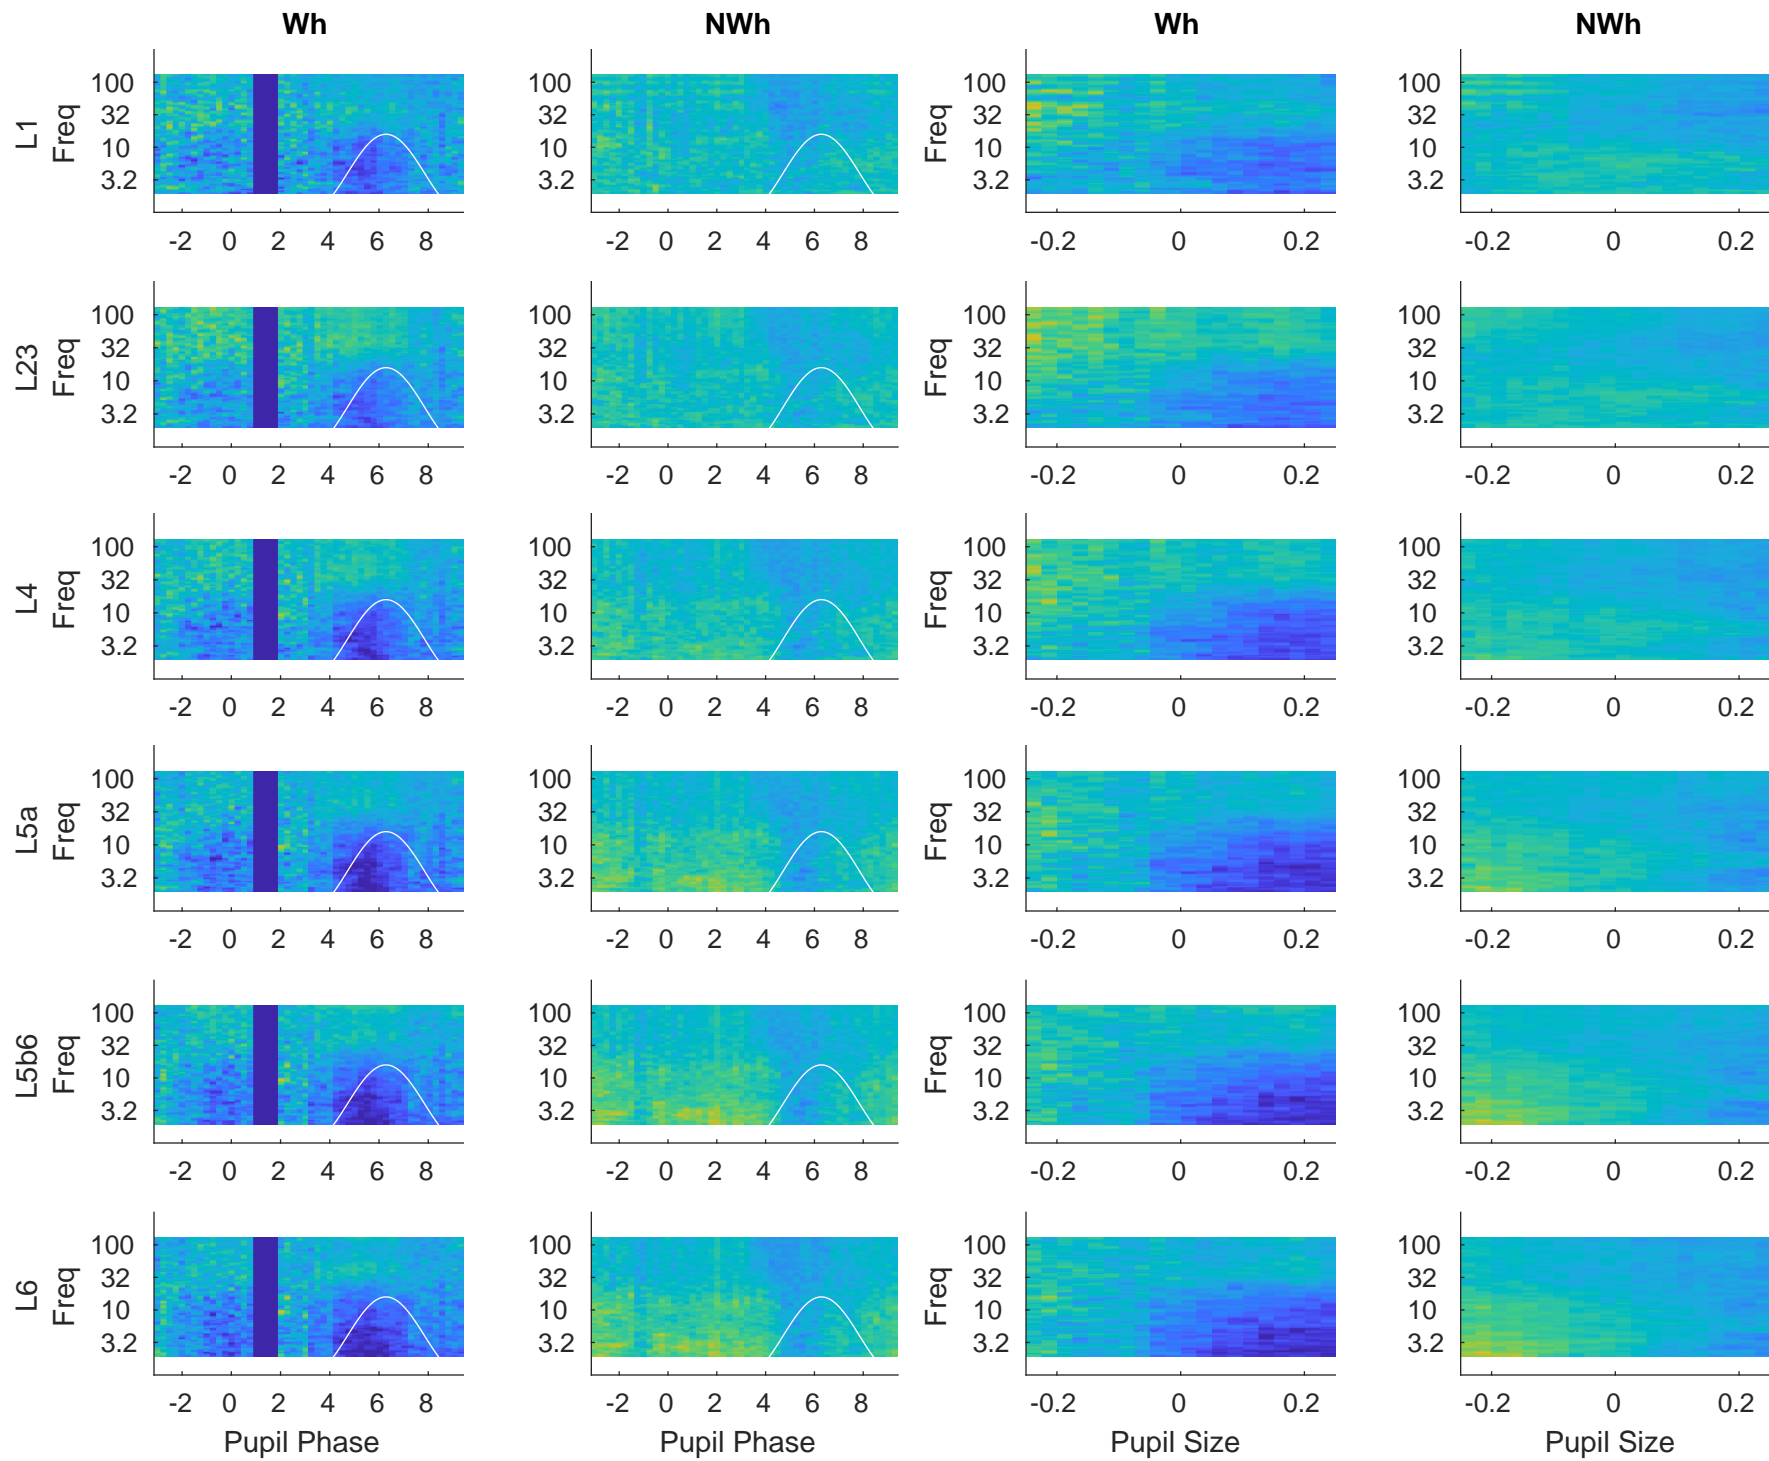 Wh NWh Wh NWh
L1 Freq 100 32 10 3.2 Freq 100 32 10 3.2 100 32 10 3.2 100 32 10 3.2
-2 0 2 4 6 8 -2 0 2 4 6 8 -0.2 0 0.2 -0.2 0 0.2
L23 Freq 100 32 10 3.2 100 32 10 3.2 Freq 100 32 10 3.2 100 32 10 3.2
-2 0 2 4 6 8 -2 0 2 4 6 8 -0.2 0 0.2 -0.2 0 0.2
L4 Freq 100 32 10 3.2 100 32 10 3.2 Freq 100 32 10 3.2 100 32 10 3.2
-2 0 2 4 6 8 -2 0 2 4 6 8 -0.2 0 0.2 -0.2 0 0.2
L5a Freq 100 32 10 3.2 100 32 10 3.2 Freq 100 32 10 3.2 100 32 10 3.2
-2 0 2 4 6 8 -2 0 2 4 6 8 -0.2 0 0.2 -0.2 0 0.2
L5b6 Freq 100 32 10 3.2 100 32 10 3.2 Freq 100 32 10 3.2 100 32 10 3.2
-2 0 2 4 6 8 -2 0 2 4 6 8 -0.2 0 0.2 -0.2 0 0.2
L6 Freq 100 32 10 3.2 100 32 10 3.2 Freq 100 32 10 3.2 100 32 10 3.2
-2 0 2 4 6 8 -2 0 2 4 6 8 -0.2 0 0.2 -0.2 0 0.2
Pupil Phase Pupil Phase Pupil Size Pupil Size